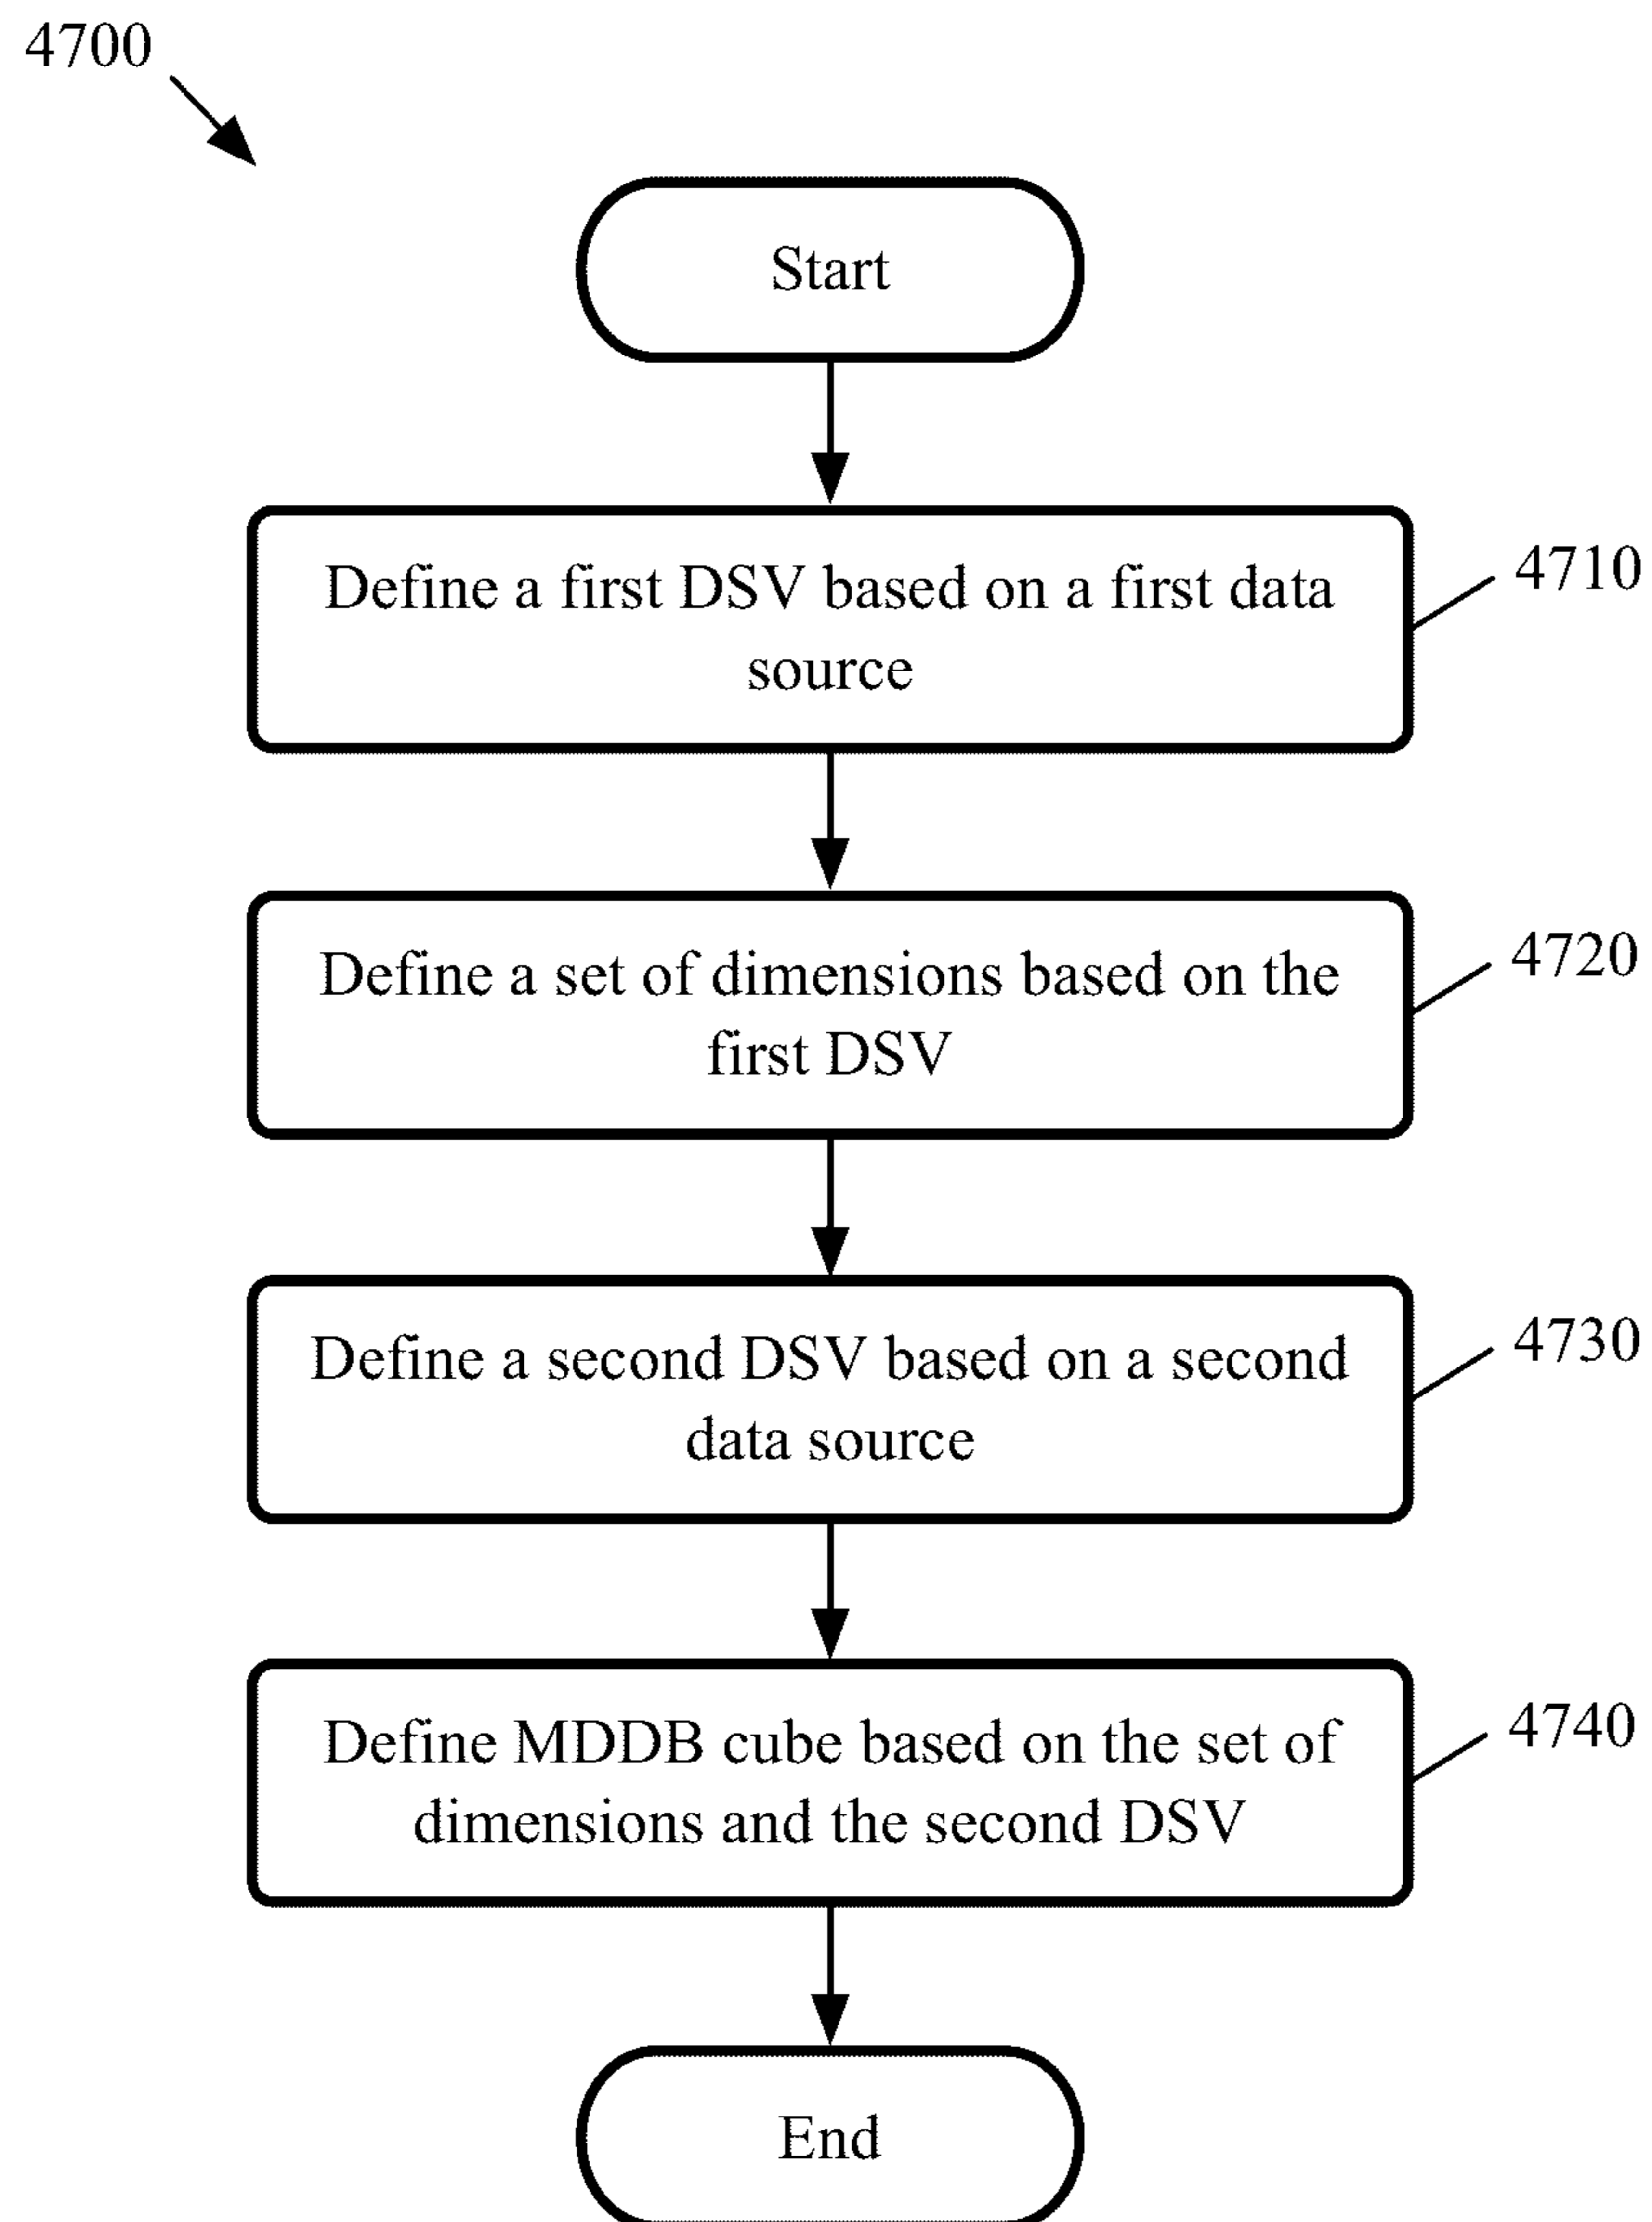 4700
Start
Define a first DSV based on a first data
source
4710
Define a set of dimensions based on the
first DSV
4720
Define a second DSV based on a second
data source
4730
Define MDDB cube based on the set of
dimensions and the second DSV
4740
End